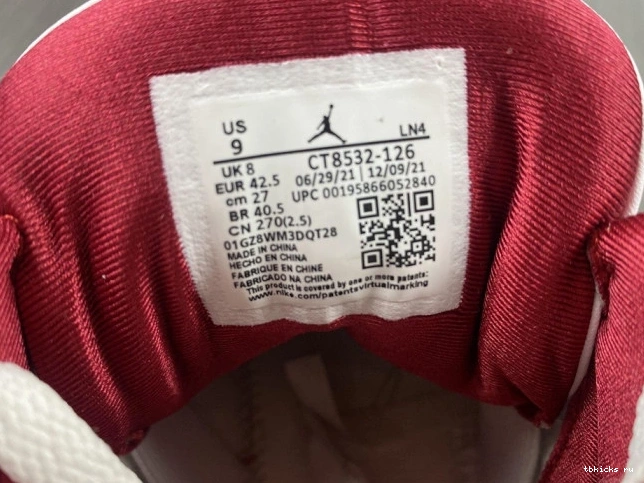 US
9
LN4
UK 8
EUR 42.5
cm 27
BR 40.5
CN 270(2.5)
CT8532-126
06/29/21 | 12/09/21
UPC 00195866052840
01GZ8WM3DQT28
MADE IN CHINA
HECHO EN CHINA
FABRIQUE EN CHINE
FABRICADO NA CHINA
This product is covered by one or more patents:
www.nike.com/patentsvirtualmarking
tbkicks ru